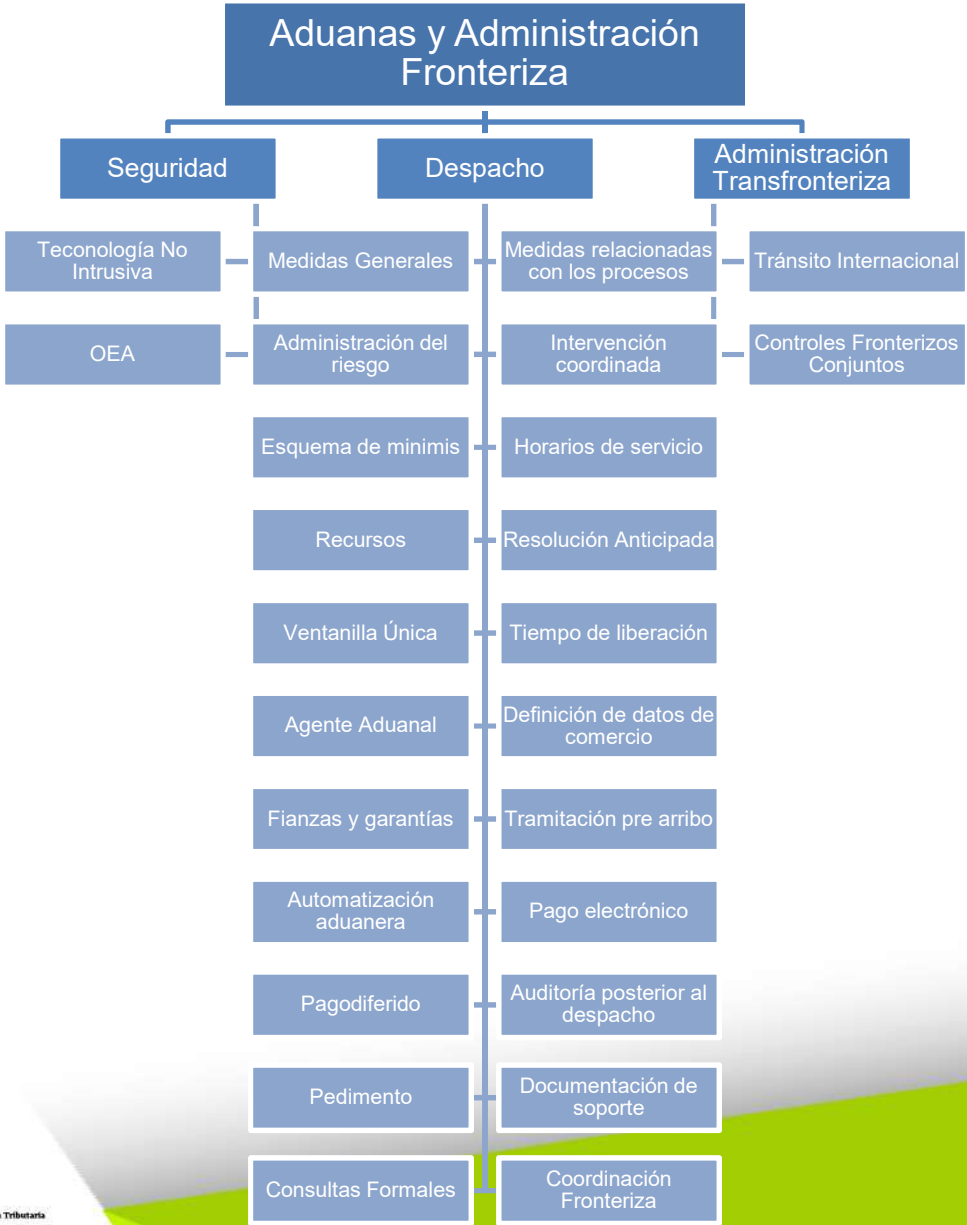 Aduanas y Administración
Fronteriza
Seguridad
Despacho
Administración
Transfronteriza
Teconología No
Intrusiva
Medidas Generales
Medidas relacionadas
con los procesos
Tránsito Internacional
OEA
Administración del
riesgo
Intervención
coordinada
Controles Fronterizos
Conjuntos
Esquema de minimis
Horarios de servicio
Recursos
Resolución Anticipada
Ventanilla Única
Tiempo de liberación
Agente Aduanal
Definición de datos de
comercio
Fianzas y garantías
Tramitación pre arribo
Automatización
aduanera
Pago electrónico
Pagodiferido
Auditoría posterior al
despacho
Pedimento
Documentación de
soporte
Consultas Formales
Coordinación
Fronteriza
Tributaria